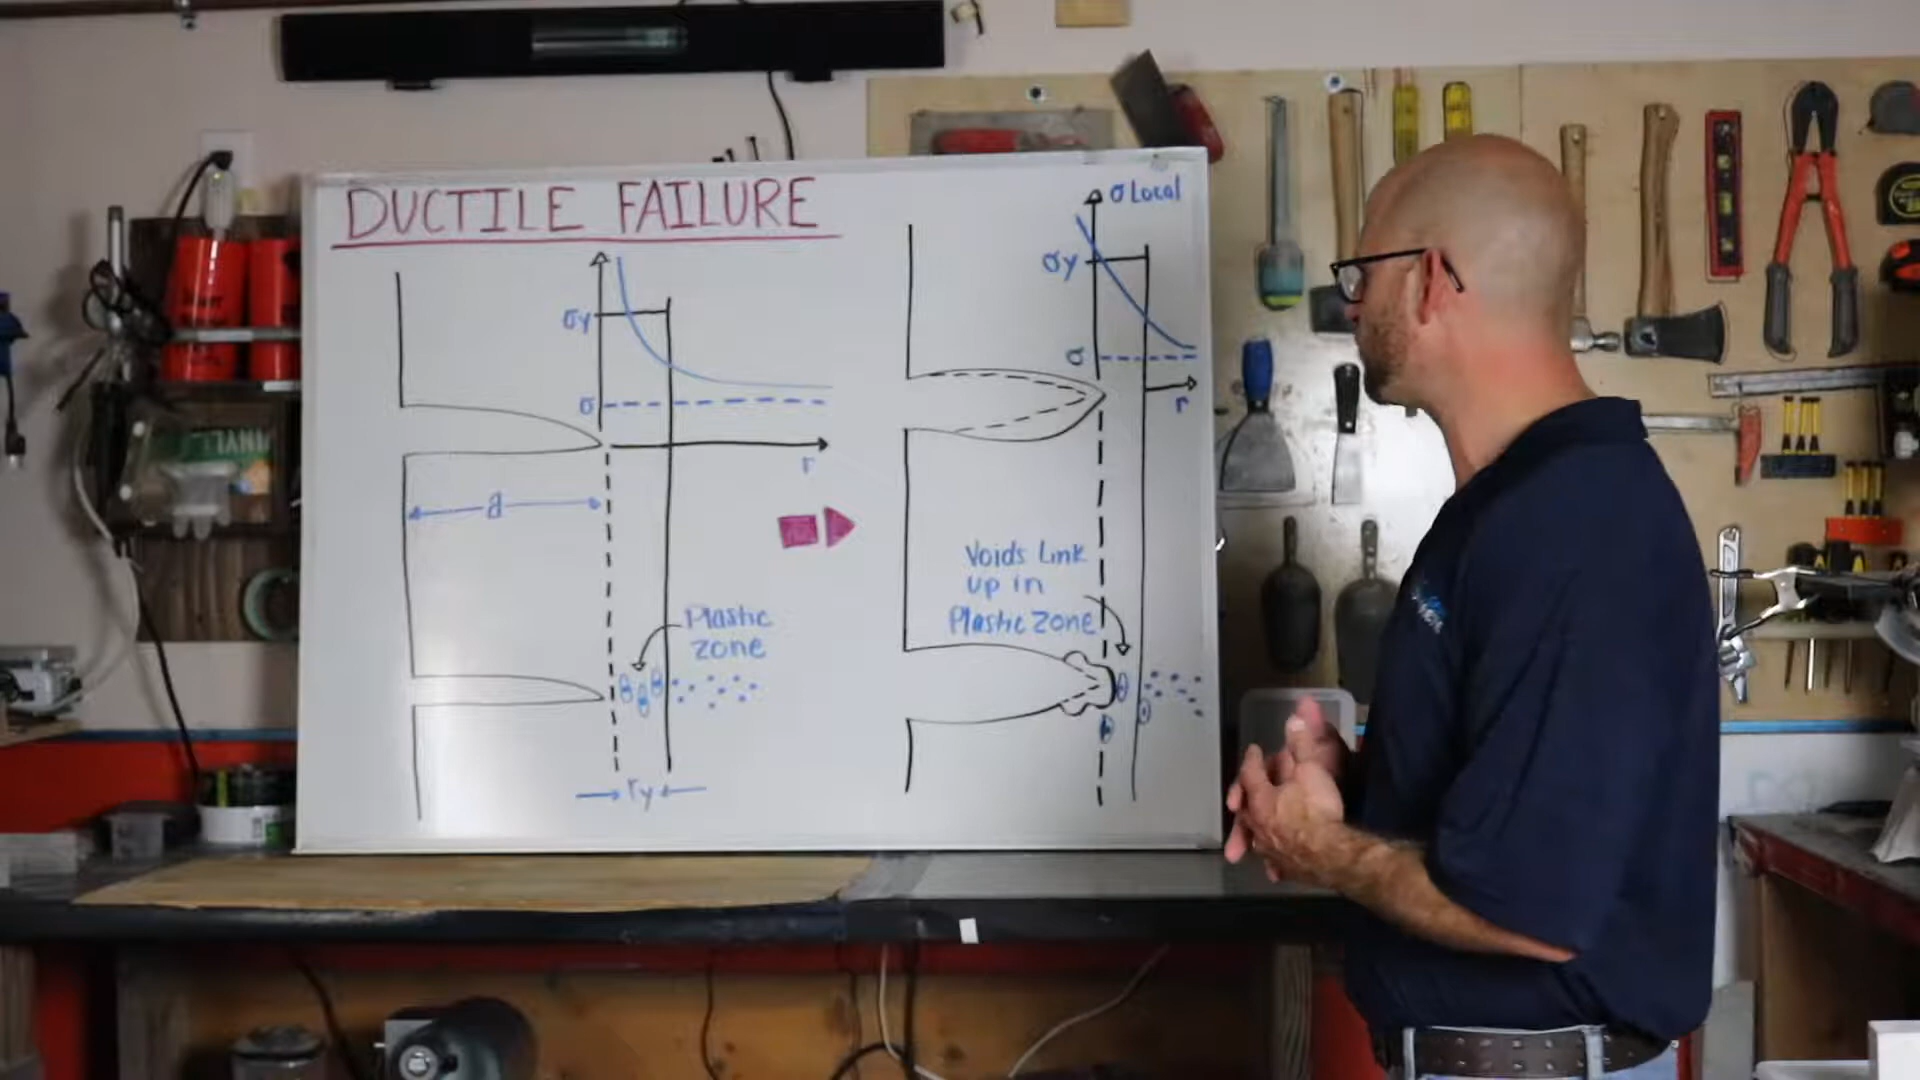 DUCTILE FAILURE
σy
σ
r
a
Plastic
zone
ry
σ Local
σy
σ
r
Voids Link
up in
Plastic Zone